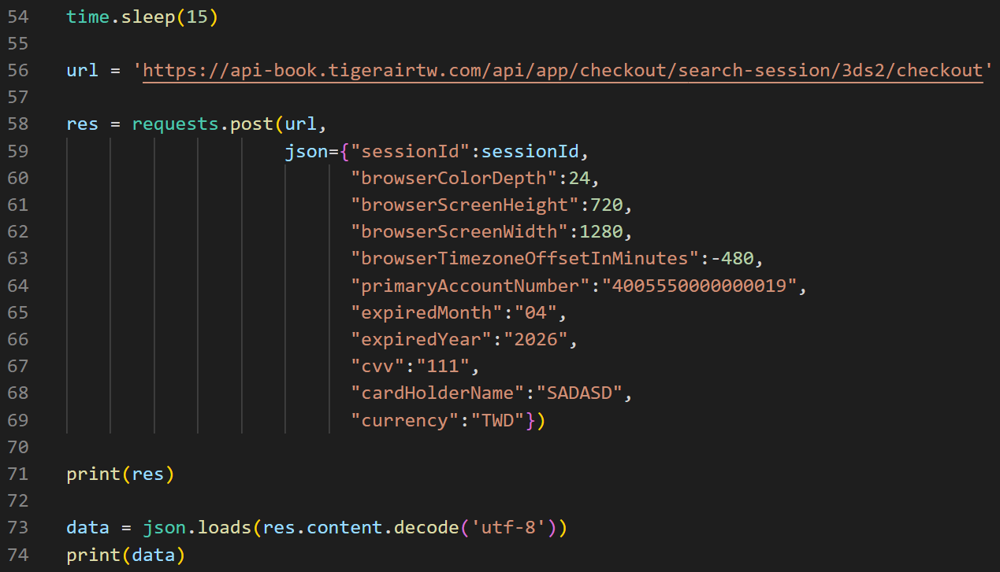 54 time.sleep(15)
55
56 url = 'https://api-book.tigerairtw.com/api/app/checkout/search-session/3ds2/checkout'
57
58 res = requests.post(url,
59 json={"sessionId":sessionId,
60 "browserColorDepth":24,
61 "browserScreenHeight":720,
62 "browserScreenWidth":1280,
63 "browserTimezoneOffsetInMinutes":-480,
64 "primaryAccountNumber":"4005550000000019",
65 "expiredMonth":"04",
66 "expiredYear":"2026",
67 "cvv":"111",
68 "cardHolderName":"SADASD",
69 "currency":"TWD"})
70
71 print(res)
72
73 data = json.loads(res.content.decode('utf-8'))
74 print(data)